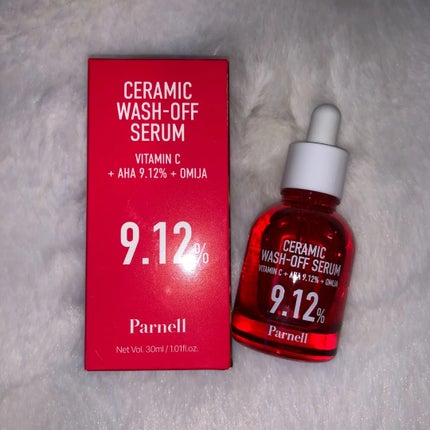 CERAMIC
WASH-OFF
SERUM
VITAMIN C
+ AHA 9.12% + OMIJA
9.12%
Parnell
Net Vol. 30ml / 1.01fl.oz.
CERAMIC
WASH-OFF SERUM
VITAMIN C + AHA 9.12% + OMIJA
9.12%
Parnell